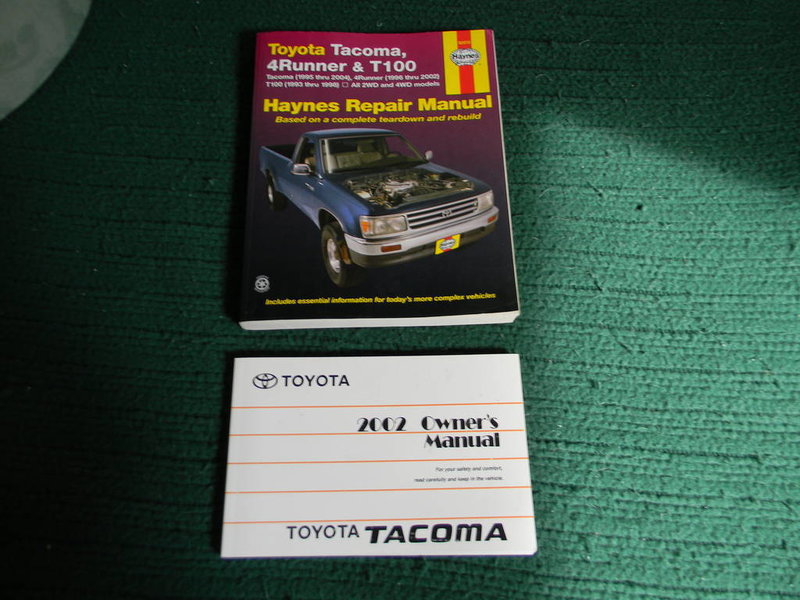 Toyota Tacoma,
4Runner & T100
Tacoma (1995 thru 2004), 4Runner (1996 thru 2002)
T100 (1993 thru 1998) □ All 2WD and 4WD models
Haynes
Haynes Repair Manual
Based on a complete teardown and rebuild
Haynes
Includes essential information for today's more complex vehicles
TOYOTA
2002 Owner's
Manual
For your safety and comfort,
read carefully and keep in the vehicle.
TOYOTA TACOMA